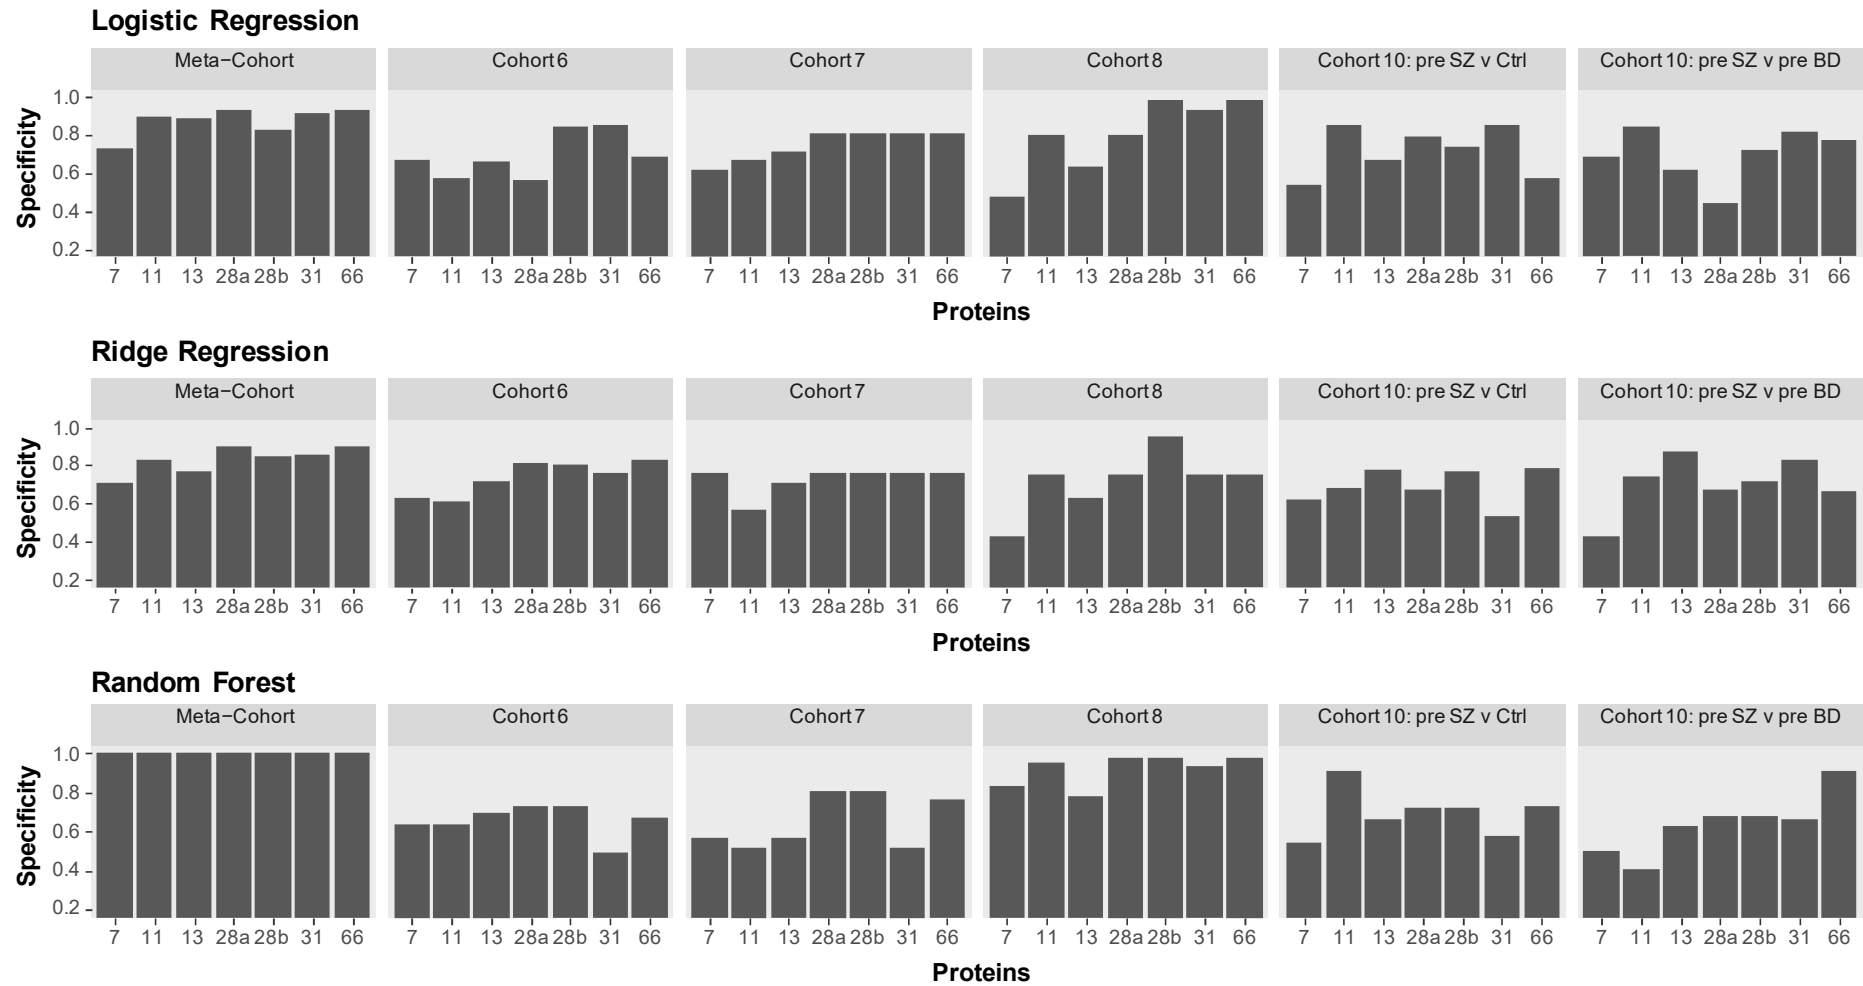 Logistic Regression
Meta−Cohort Cohort 6 Cohort 7 Cohort 8 Cohort 10: pre SZ v Ctrl Cohort 10: pre SZ v pre BD
Specificity
1.0
0.8
0.6
0.4
0.2
7 11 13 28a 28b 31 66 7 11 13 28a 28b 31 66 7 11 13 28a 28b 31 66 7 11 13 28a 28b 31 66 7 11 13 28a 28b 31 66 7 11 13 28a 28b 31 66
Proteins
Ridge Regression
Meta−Cohort Cohort 6 Cohort 7 Cohort 8 Cohort 10: pre SZ v Ctrl Cohort 10: pre SZ v pre BD
Specificity
1.0
0.8
0.6
0.4
0.2
7 11 13 28a 28b 31 66 7 11 13 28a 28b 31 66 7 11 13 28a 28b 31 66 7 11 13 28a 28b 31 66 7 11 13 28a 28b 31 66 7 11 13 28a 28b 31 66
Proteins
Random Forest
Meta−Cohort Cohort 6 Cohort 7 Cohort 8 Cohort 10: pre SZ v Ctrl Cohort 10: pre SZ v pre BD
Specificity
1.0
0.8
0.6
0.4
0.2
7 11 13 28a 28b 31 66 7 11 13 28a 28b 31 66 7 11 13 28a 28b 31 66 7 11 13 28a 28b 31 66 7 11 13 28a 28b 31 66 7 11 13 28a 28b 31 66
Proteins